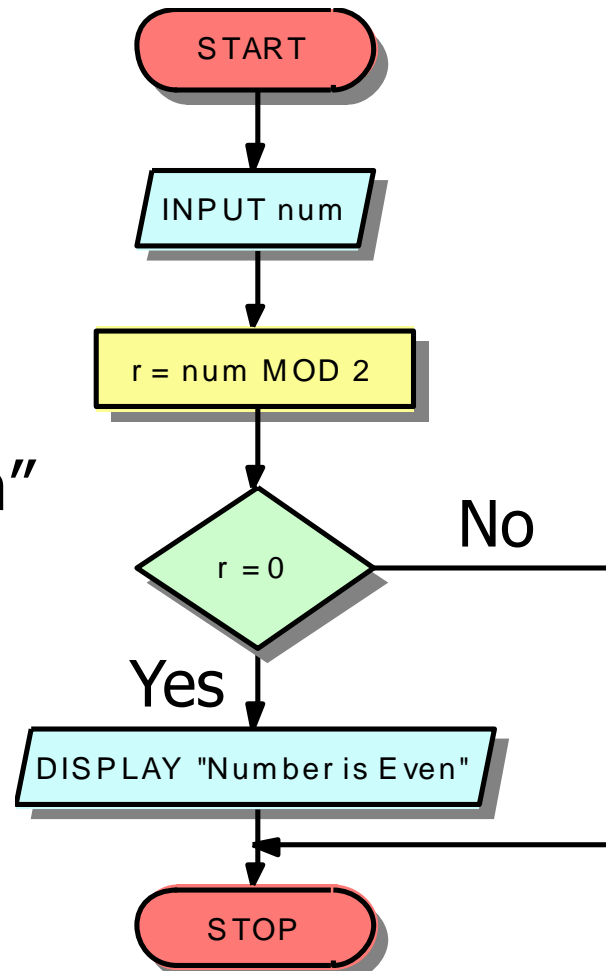 START
INPUT num
r = num MOD 2
r = 0
No
Yes
DISPLAY "Number is Even"
STOP